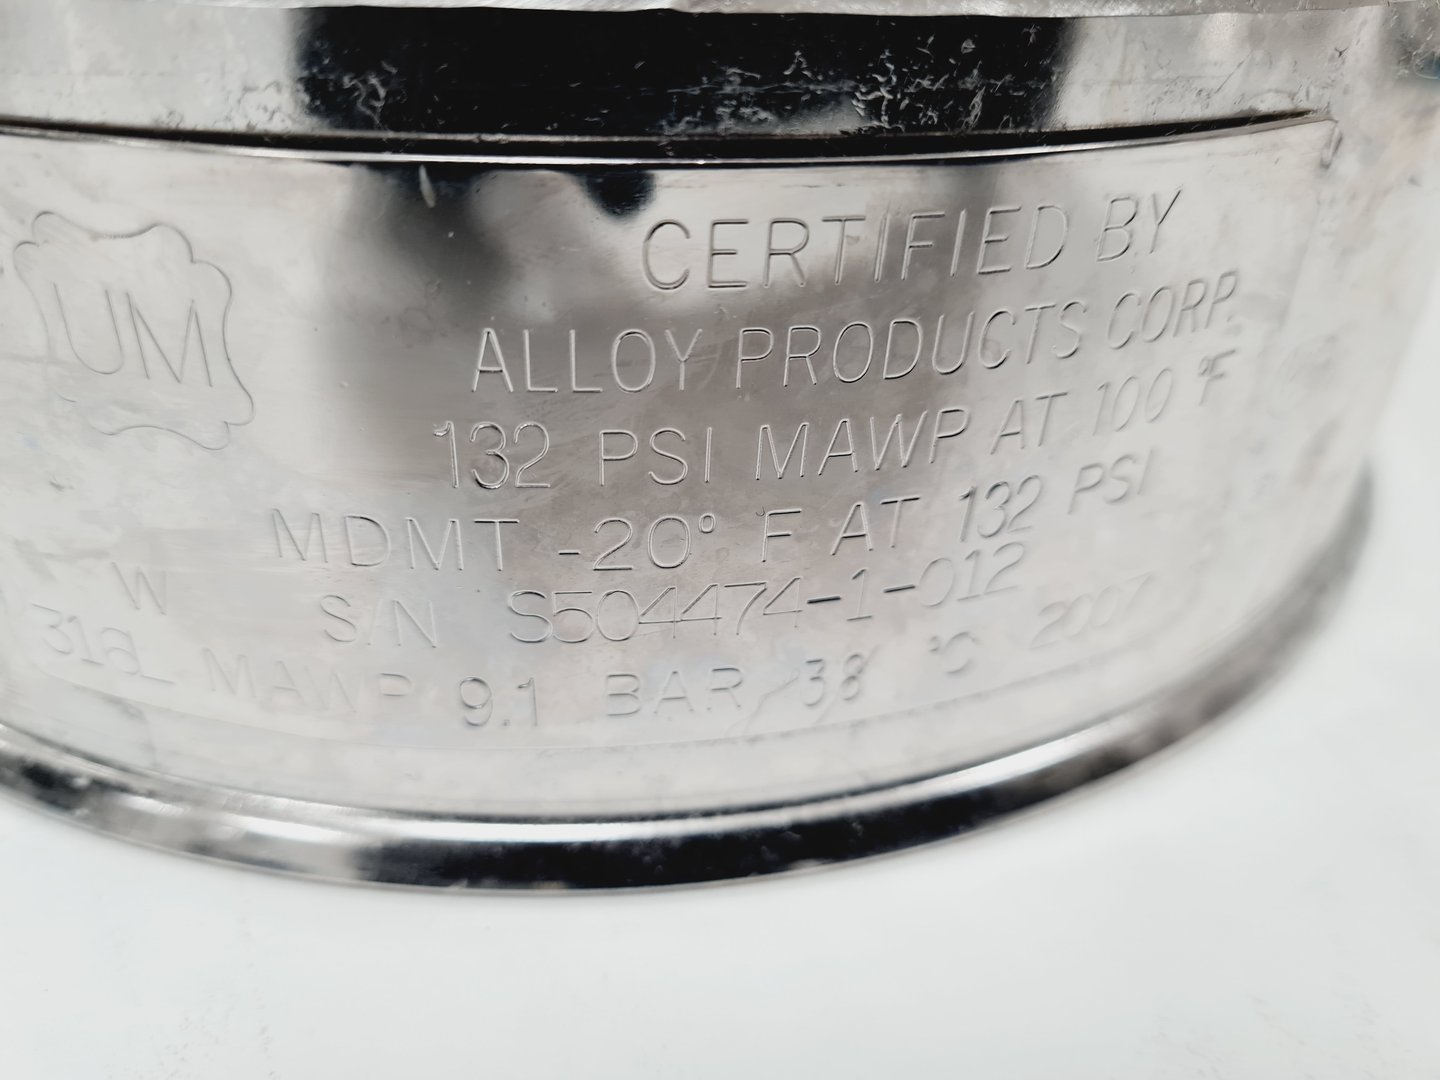 UM
CERTIFIED BY
ALLOY PRODUCTS CORP.
132 PSI MAWP AT 100 °F
MDMT -20° F AT 132 PSI
W S/N S504474-1-012
316L MAWP 9.1 BAR 38 °C 2007